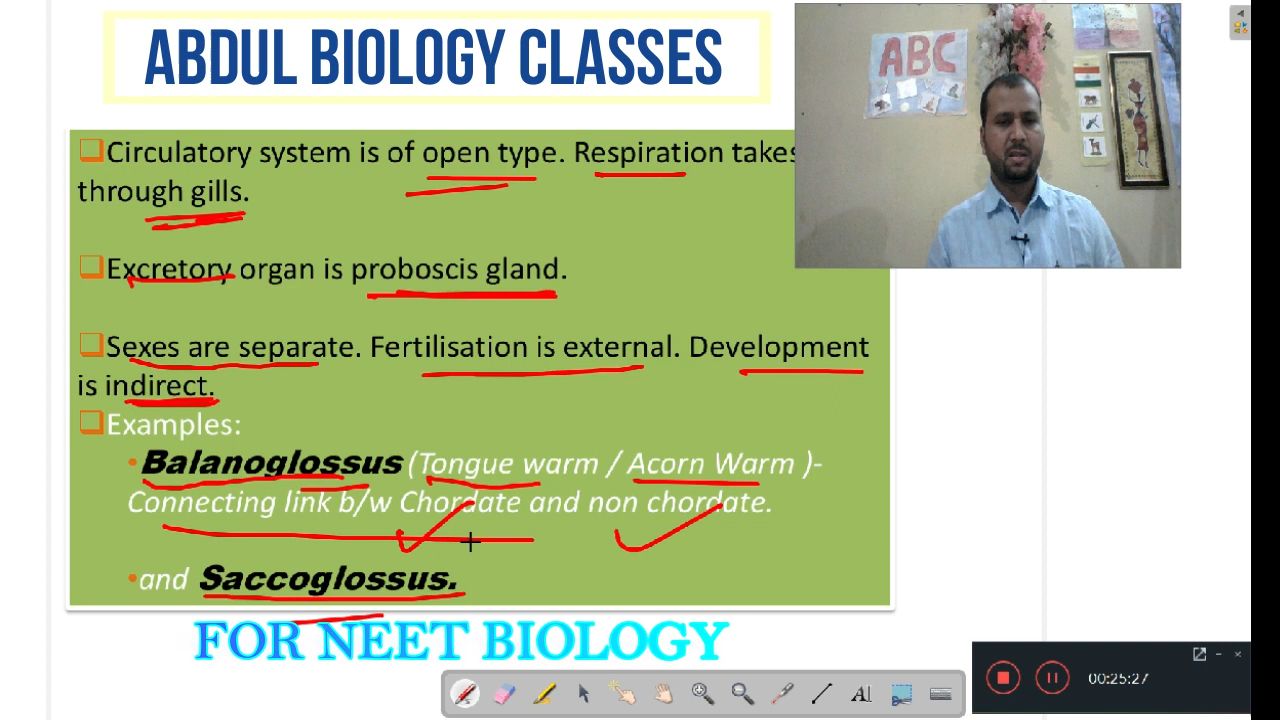 ABDUL BIOLOGY CLASSES
ABC
Circulatory system is of open type. Respiration takes
through gills.
Excretory organ is proboscis gland.
Sexes are separate. Fertilisation is external. Development
is indirect.
Examples:
•Balanoglossus (Tongue warm / Acorn Warm )-
Connecting link b/w Chordate and non chordate.
•and Saccoglossus.
FOR NEET BIOLOGY
AI
00:25:27